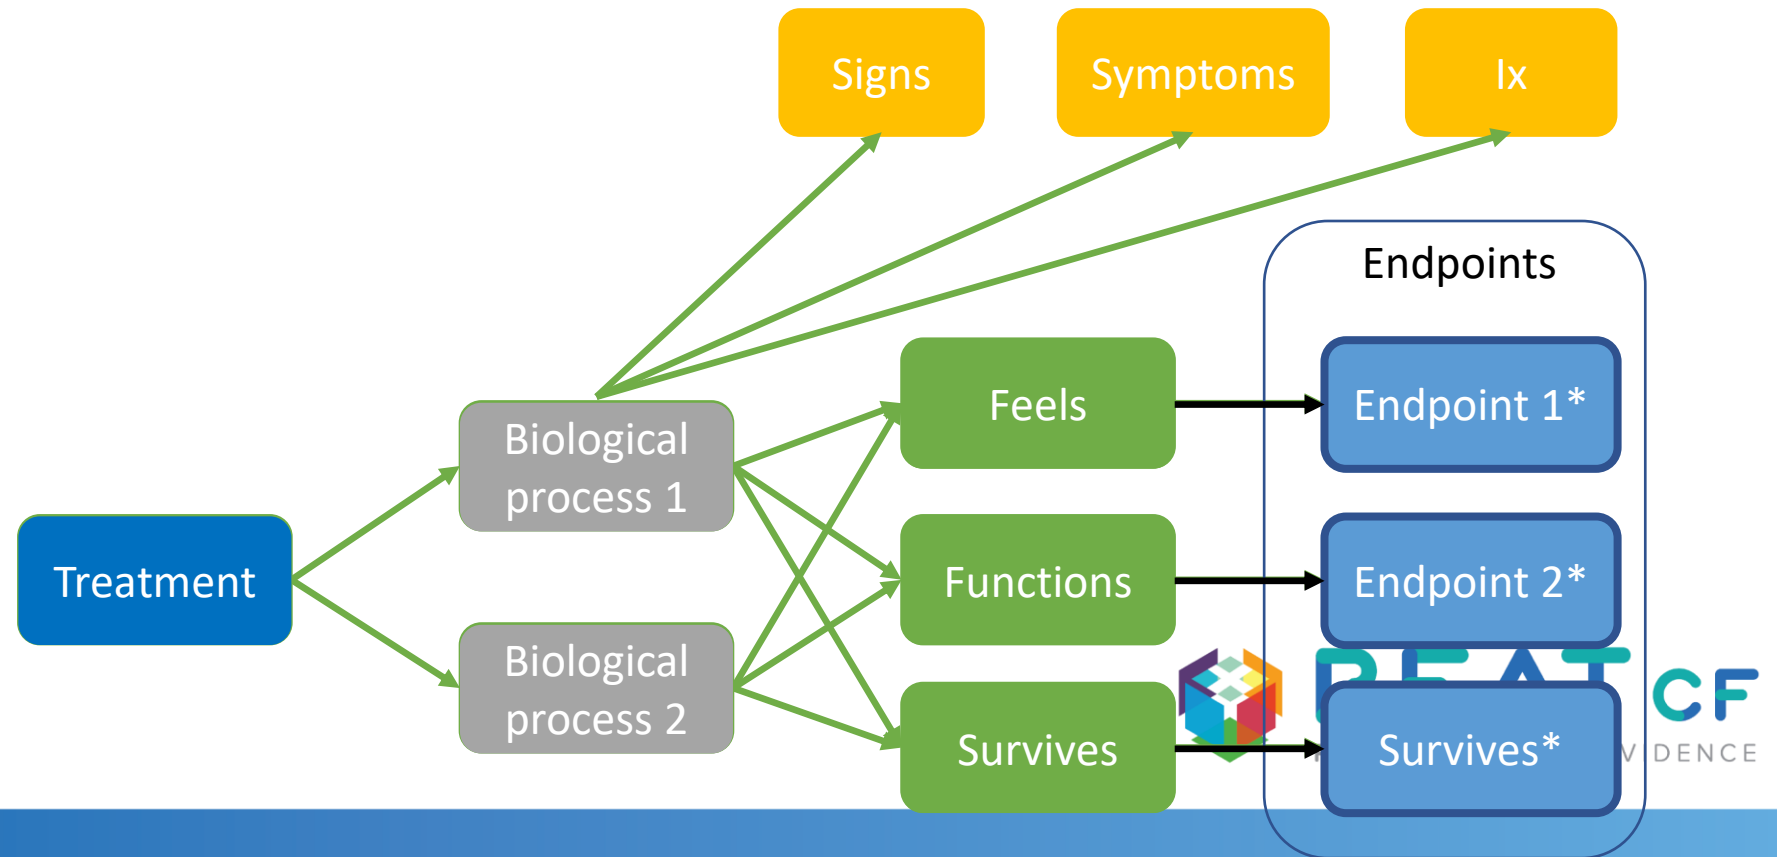 Signs
Symptoms
Ix
Endpoints
Feels
Endpoint 1*
Biological
process 1
Treatment
Functions
Endpoint 2*
Biological
process 2
CF
Survives
Survives*
VIDENCE